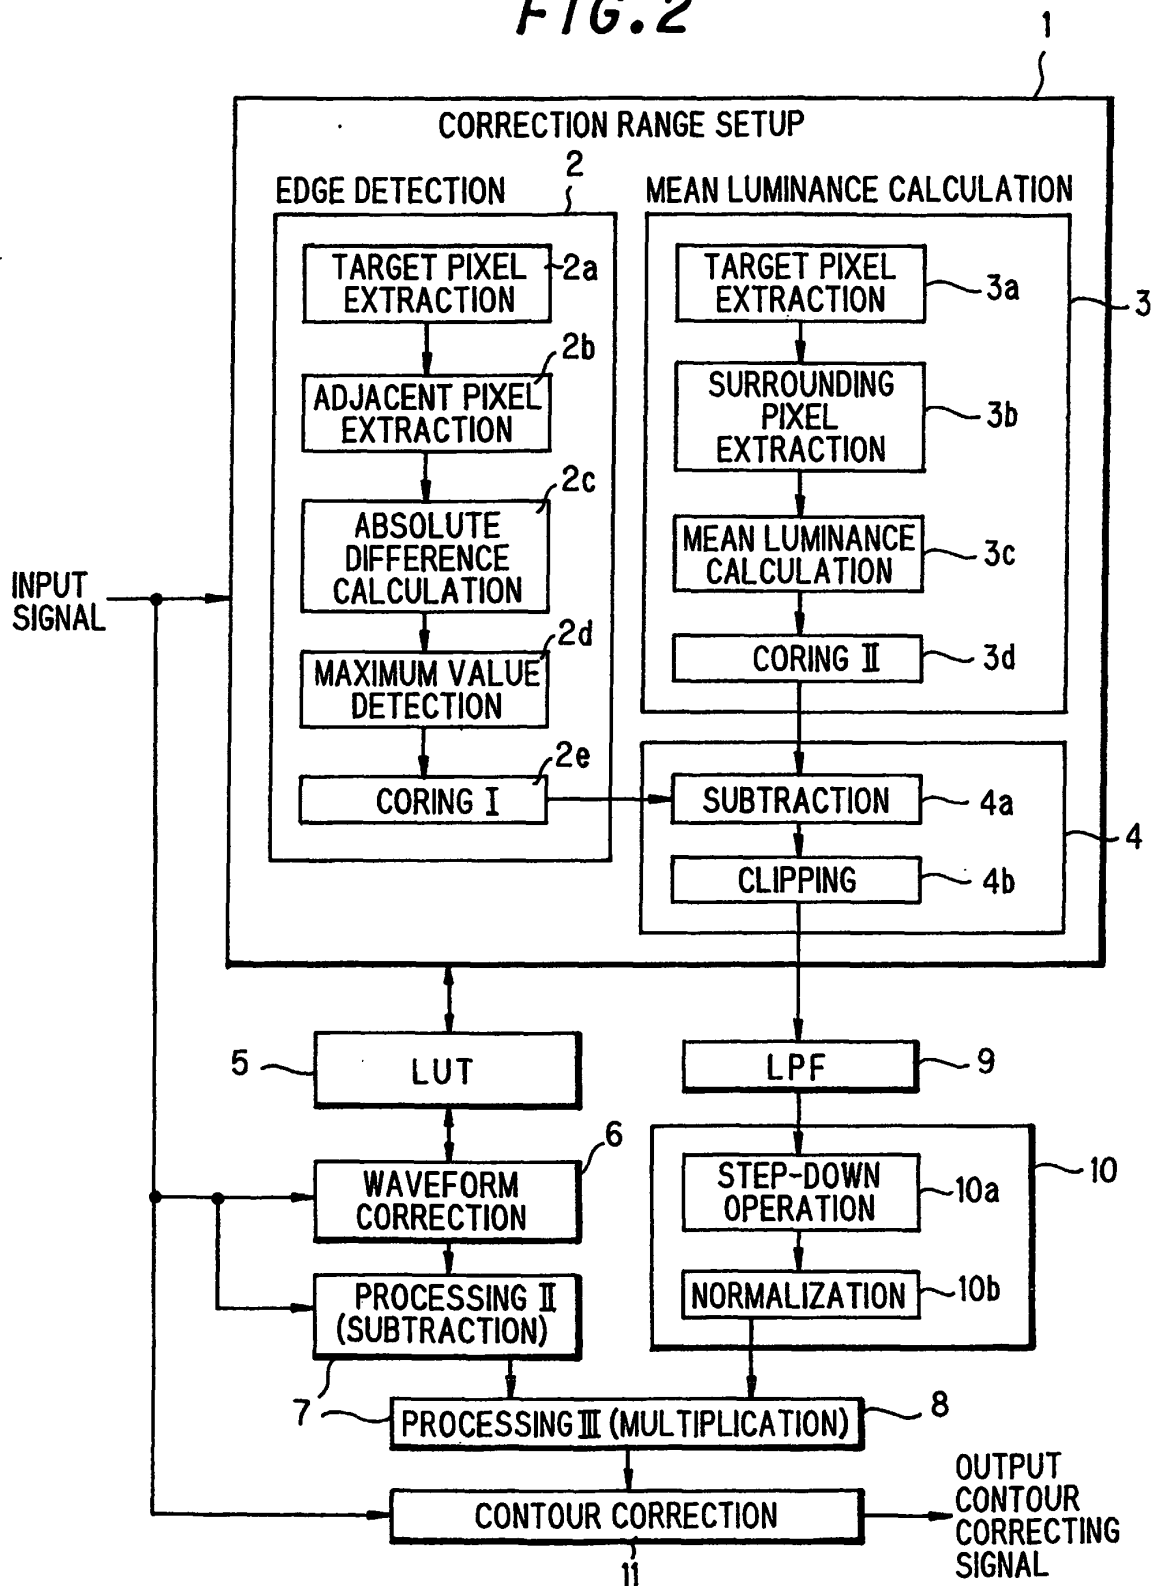 FIG.2
1
CORRECTION RANGE SETUP
2
EDGE DETECTION
MEAN LUMINANCE CALCULATION
TARGET PIXEL
EXTRACTION
2a
TARGET PIXEL
EXTRACTION
3a
3
2b
ADJACENT PIXEL
EXTRACTION
SURROUNDING
PIXEL
EXTRACTION
3b
2c
ABSOLUTE
DIFFERENCE
CALCULATION
MEAN LUMINANCE
CALCULATION
3c
INPUT
SIGNAL
2d
MAXIMUM VALUE
DETECTION
CORING II
3d
2e
CORING I
SUBTRACTION
4a
4
CLIPPING
4b
5
LUT
LPF
9
6
WAVEFORM
CORRECTION
STEP-DOWN
OPERATION
10a
10
PROCESSING II
(SUBTRACTION)
NORMALIZATION
10b
7
PROCESSING III (MULTIPLICATION)
8
CONTOUR CORRECTION
11
OUTPUT
CONTOUR
CORRECTING
SIGNAL